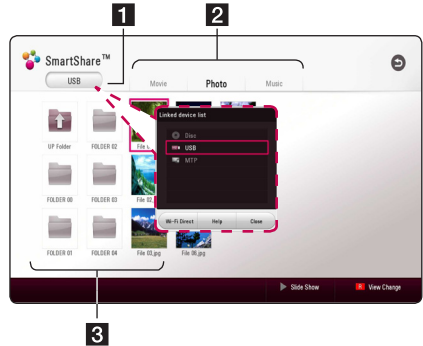 1 2
SmartShare™
USB
Movie Photo Music
Linked device list
Disc
USB
MTP
Wi-Fi Direct Help Close
UP Folder FOLDER 02
FOLDER 00 FOLDER 03 File 02.
FOLDER 01 FOLDER 04 File 03.jpg File 06.jpg
Slide Show View Change
3